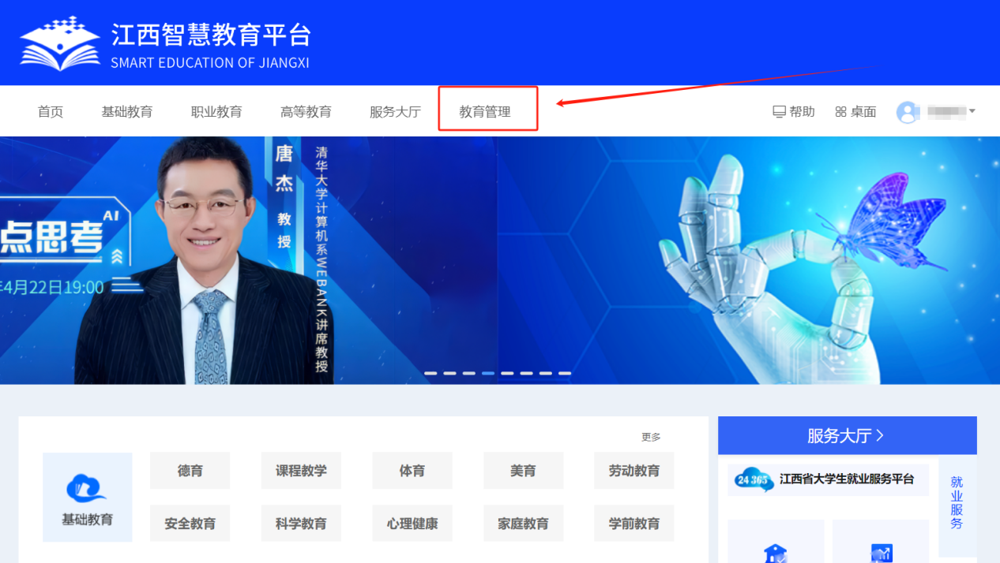 江西智慧教育平台
SMART EDUCATION OF JIANGXI
首页
基础教育
职业教育
高等教育
服务大厅
教育管理
帮助
桌面
点思考
AI
4月22日19:00
唐杰 教授
清华大学计算机系WEBANK讲席教授
更多
基础教育
德育
课程教学
体育
美育
劳动教育
安全教育
科学教育
心理健康
家庭教育
学前教育
服务大厅
24365
江西省大学生就业服务平台
就业服务